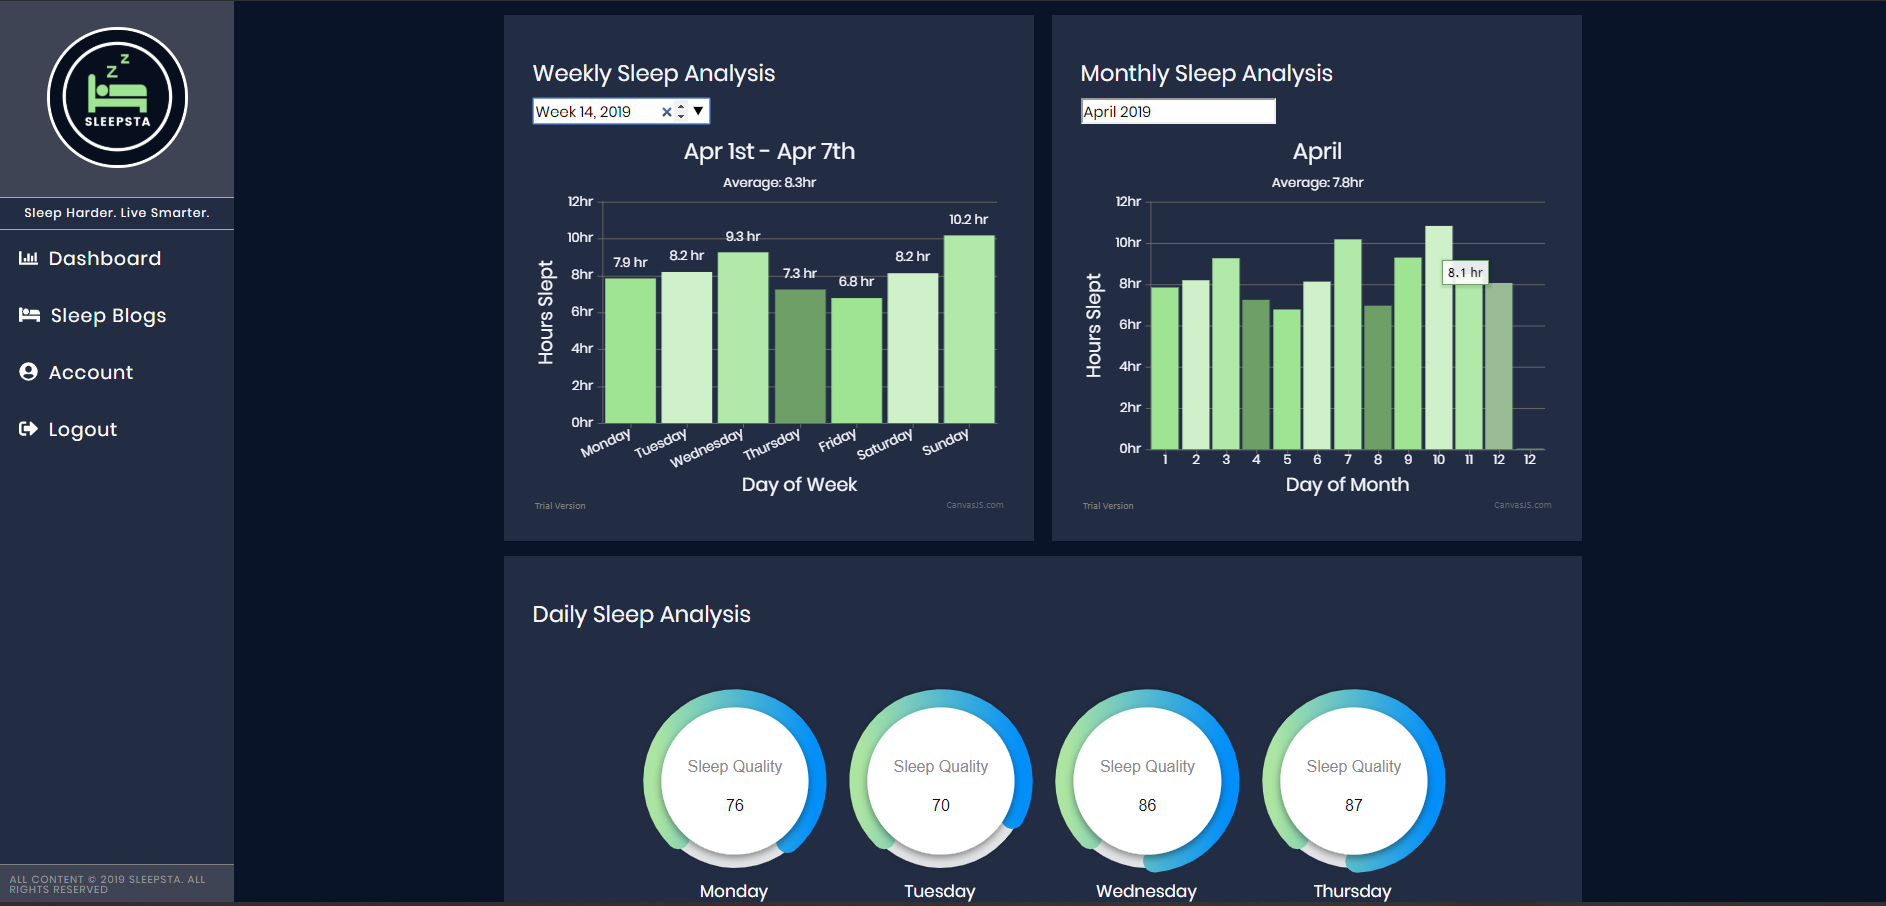 Z
Z
SLEEPSTA
Sleep Harder. Live Smarter.
Dashboard
Sleep Blogs
Account
Logout
ALL CONTENT © 2019 SLEEPSTA. ALL
RIGHTS RESERVED
Weekly Sleep Analysis
Week 14, 2019
Apr 1st - Apr 7th
Average: 8.3hr
12hr
10hr
8hr
6hr
4hr
2hr
0hr
Hours Slept
7.9 hr
8.2 hr
9.3 hr
7.3 hr
6.8 hr
8.2 hr
10.2 hr
Monday
Tuesday
Wednesday
Thursday
Friday
Saturday
Sunday
Day of Week
Trial Version
CanvasJS.com
Monthly Sleep Analysis
April 2019
April
Average: 7.8hr
12hr
10hr
8hr
6hr
4hr
2hr
0hr
Hours Slept
8.1 hr
1 2 3 4 5 6 7 8 9 10 11 12 12
Day of Month
Trial Version
CanvasJS.com
Daily Sleep Analysis
Sleep Quality
76
Monday
Sleep Quality
70
Tuesday
Sleep Quality
86
Wednesday
Sleep Quality
87
Thursday